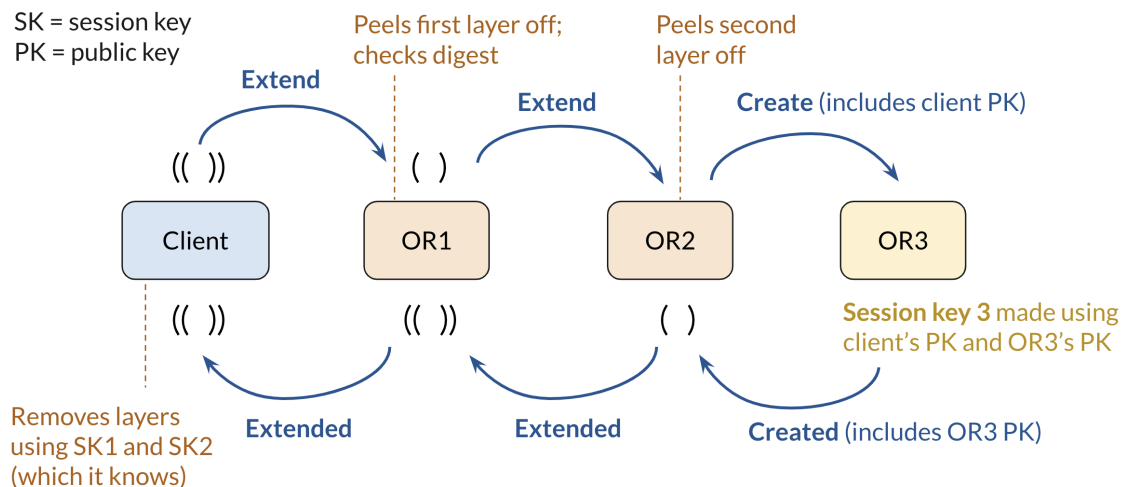 SK = session key
PK = public key
Peels first layer off;
checks digest
Peels second
layer off
Extend
Extend
Create (includes client PK)
(( ))
( )
Client
OR1
OR2
OR3
(( ))
(( ))
( )
Session key 3 made using
client's PK and OR3's PK
Removes layers
using SK1 and SK2
(which it knows)
Extended
Extended
Created (includes OR3 PK)